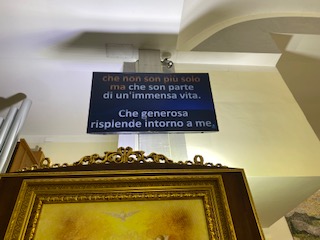 che non son più solo
ma che son parte
di un'immensa vita.
Che generosa
risplende intorno a me.